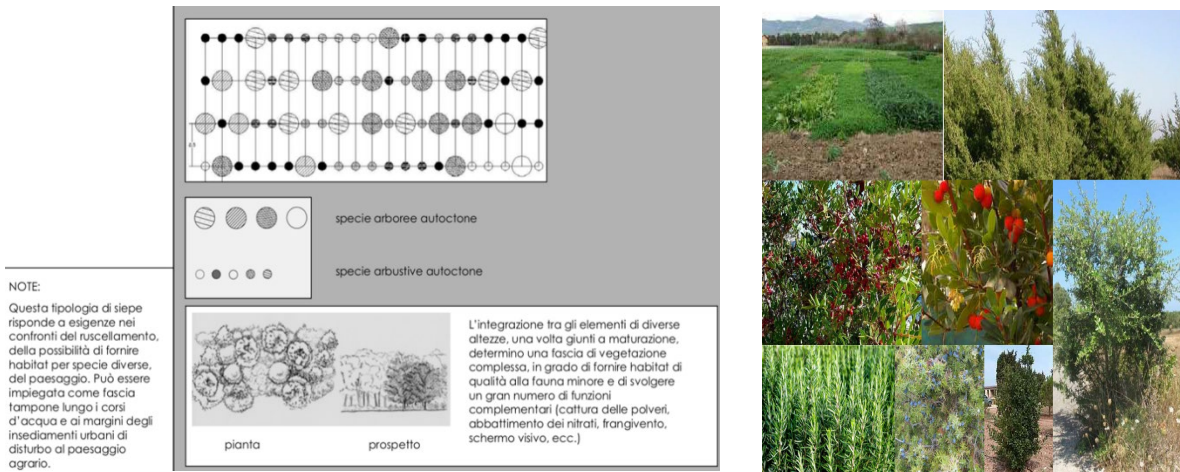 specie arboree autoctone
specie arbustive autoctone
NOTE:
Questa tipologia di siepe
risponde a esigenze nei
confronti del ruscellamento,
della possibilità di fornire
habitat per specie diverse,
del paesaggio. Può essere
impiegata come fascia
tampone lungo i corsi
d'acqua e ai margini degli
insediamenti urbani di
disturbo al paesaggio
agrario.
L'integrazione tra gli elementi di diverse
altezze, una volta giunti a maturazione,
determino una fascia di vegetazione
complessa, in grado di fornire habitat di
qualità alla fauna minore e di svolgere
un gran numero di funzioni
complementari (cattura delle polveri,
abbattimento dei nitrati, frangivento,
schermo visivo, ecc.)
pianta
prospetto